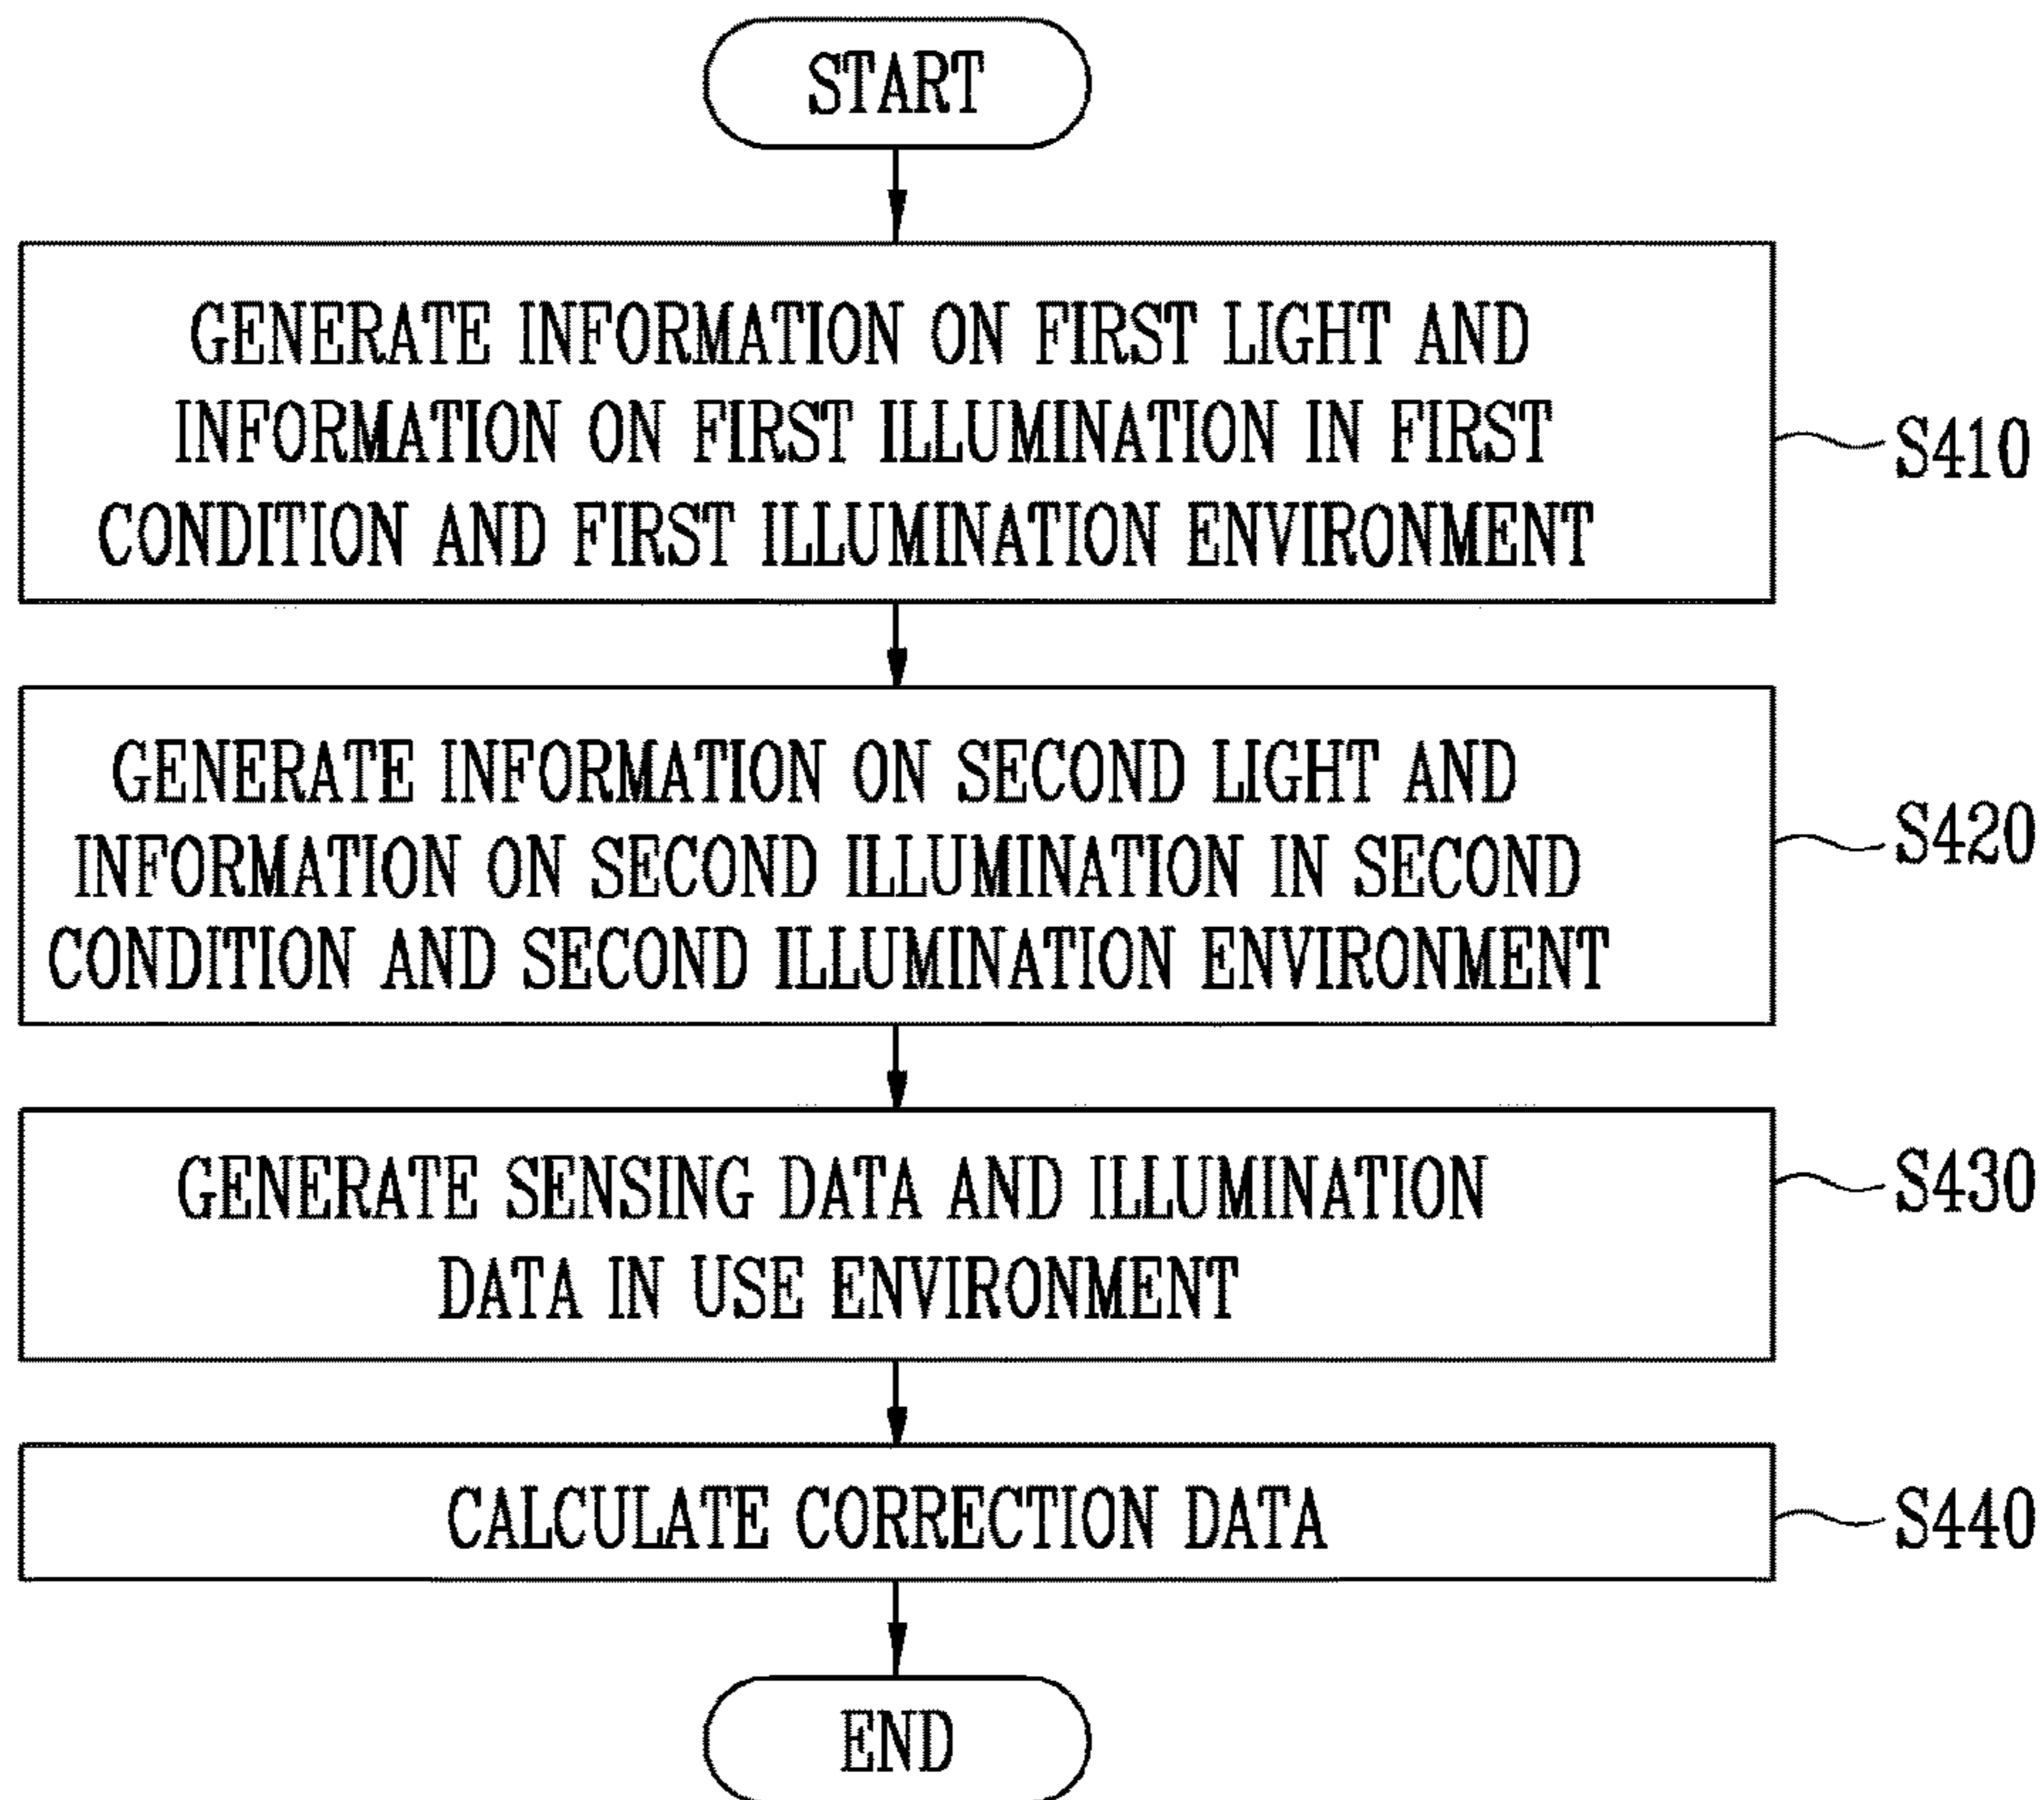 START
GENERATE INFORMATION ON FIRST LIGHT AND
INFORMATION ON FIRST ILLUMINATION IN FIRST
CONDITION AND FIRST ILLUMINATION ENVIRONMENT
S410
GENERATE INFORMATION ON SECOND LIGHT AND
INFORMATION ON SECOND ILLUMINATION IN SECOND
CONDITION AND SECOND ILLUMINATION ENVIRONMENT
S420
GENERATE SENSING DATA AND ILLUMINATION
DATA IN USE ENVIRONMENT
S430
CALCULATE CORRECTION DATA
S440
END